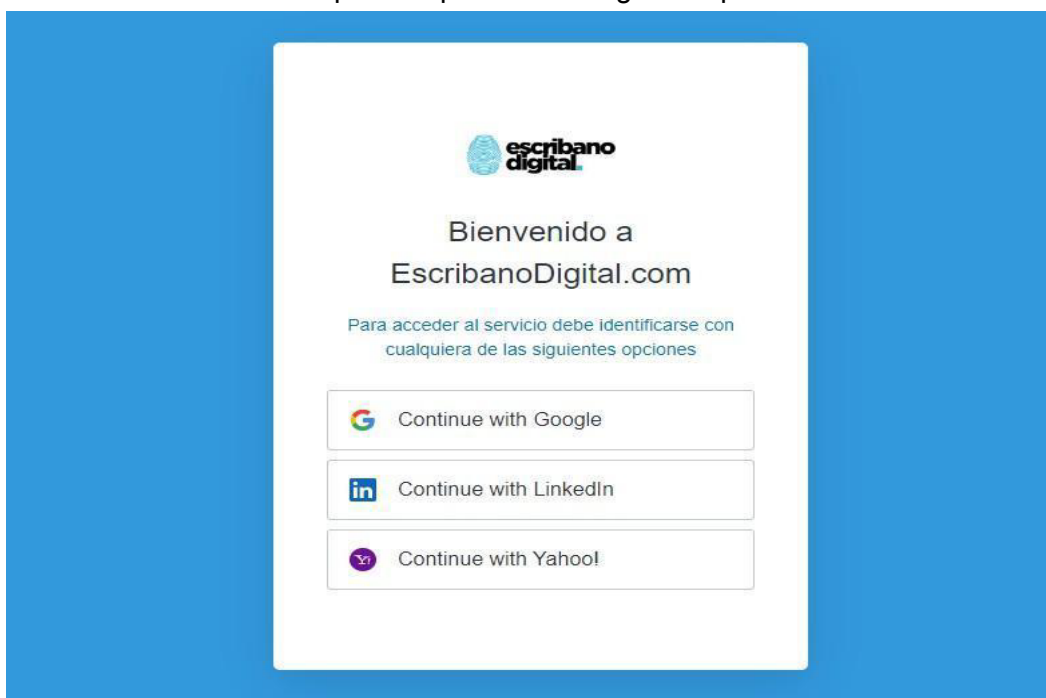 escribano
digital.
Bienvenido a
EscribanoDigital.com
Para acceder al servicio debe identificarse con
cualquiera de las siguientes opciones
Continue with Google
in Continue with LinkedIn
Continue with Yahoo!